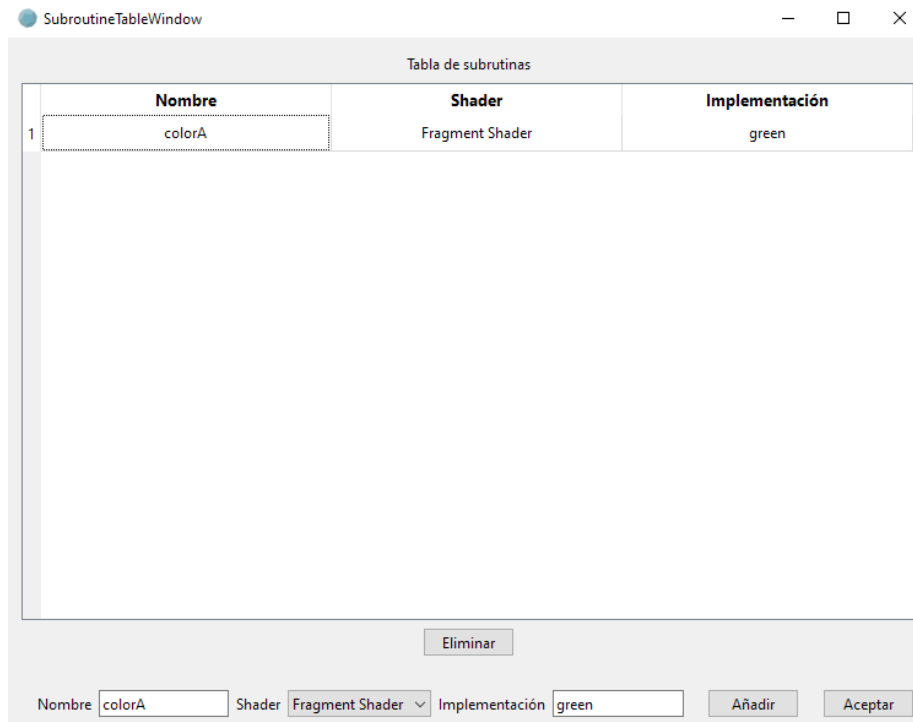 SubroutineTableWindow
Tabla de subrutinas
Nombre Shader Implementación
1 colorA Fragment Shader green
Eliminar
Nombre colorA Shader Fragment Shader Implementación green Añadir Aceptar